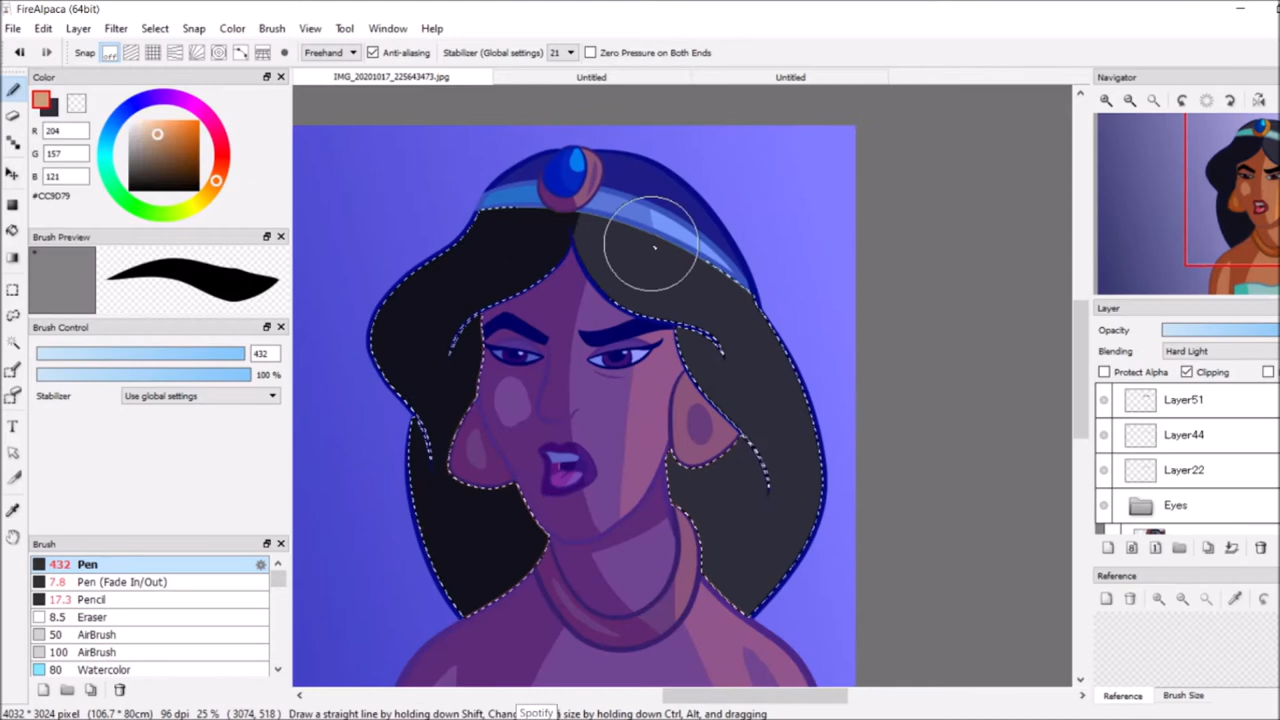 FireAlpaca (64bit)
File Edit Layer Filter Select Snap Color Brush View Tool Window Help
Snap off Freehand Anti-aliasing Stabilizer (Global settings) 21 Zero Pressure on Both Ends
Color
IMG_20201017_225643473.jpg Untitled Untitled
Navigator
R 204
G 157
B 121
#CC9D79
Brush Preview
Brush Control
432
100 %
Stabilizer Use global settings
Layer
Opacity
Blending Hard Light
Protect Alpha Clipping
Layer51
Layer44
Layer22
Eyes
Brush
432 Pen
7.8 Pen (Fade In/Out)
17.3 Pencil
8.5 Eraser
50 AirBrush
100 AirBrush
80 Watercolor
Reference
Reference Brush Size
4032 * 3024 pixel (106.7 * 80cm) 96 dpi 25 % ( 3074, 518 ) Draw a straight line by holding down Shift, Chan Spotify size by holding down Ctrl, Alt, and dragging